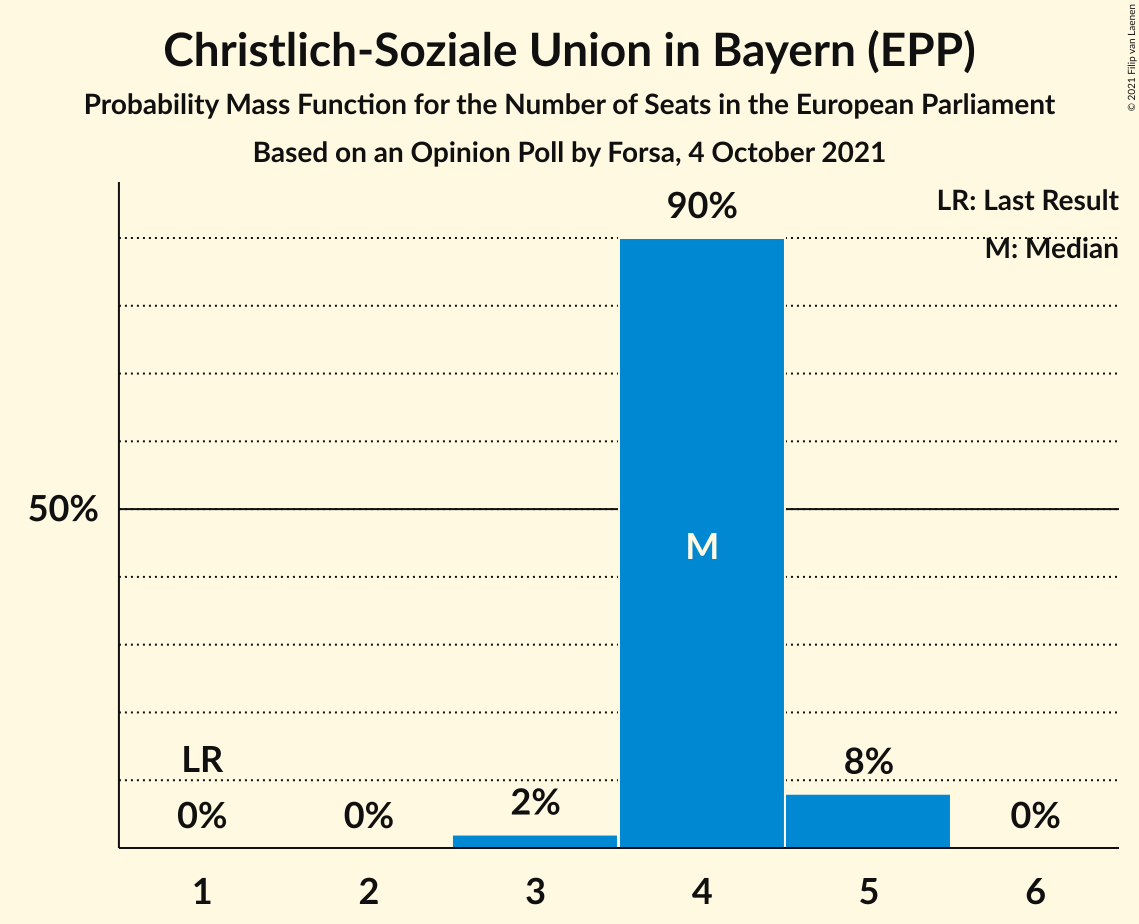 Christlich-Soziale Union in Bayern (EPP)
Probability Mass Function for the Number of Seats in the European Parliament
Based on an Opinion Poll by Forsa, 4 October 2021
© 2021 Filip van Laenen
LR: Last Result
M: Median
90%
50%
M
LR
0%
0%
2%
8%
0%
1 2 3 4 5 6